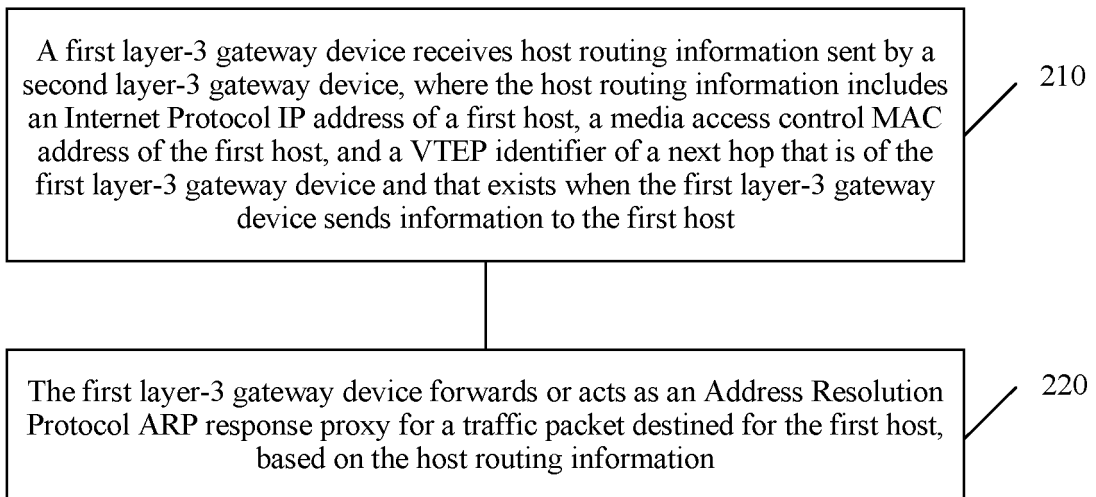 A first layer-3 gateway device receives host routing information sent by a
second layer-3 gateway device, where the host routing information includes
an Internet Protocol IP address of a first host, a media access control MAC
address of the first host, and a VTEP identifier of a next hop that is of the
first layer-3 gateway device and that exists when the first layer-3 gateway
device sends information to the first host
210
The first layer-3 gateway device forwards or acts as an Address Resolution
Protocol ARP response proxy for a traffic packet destined for the first host,
based on the host routing information
220